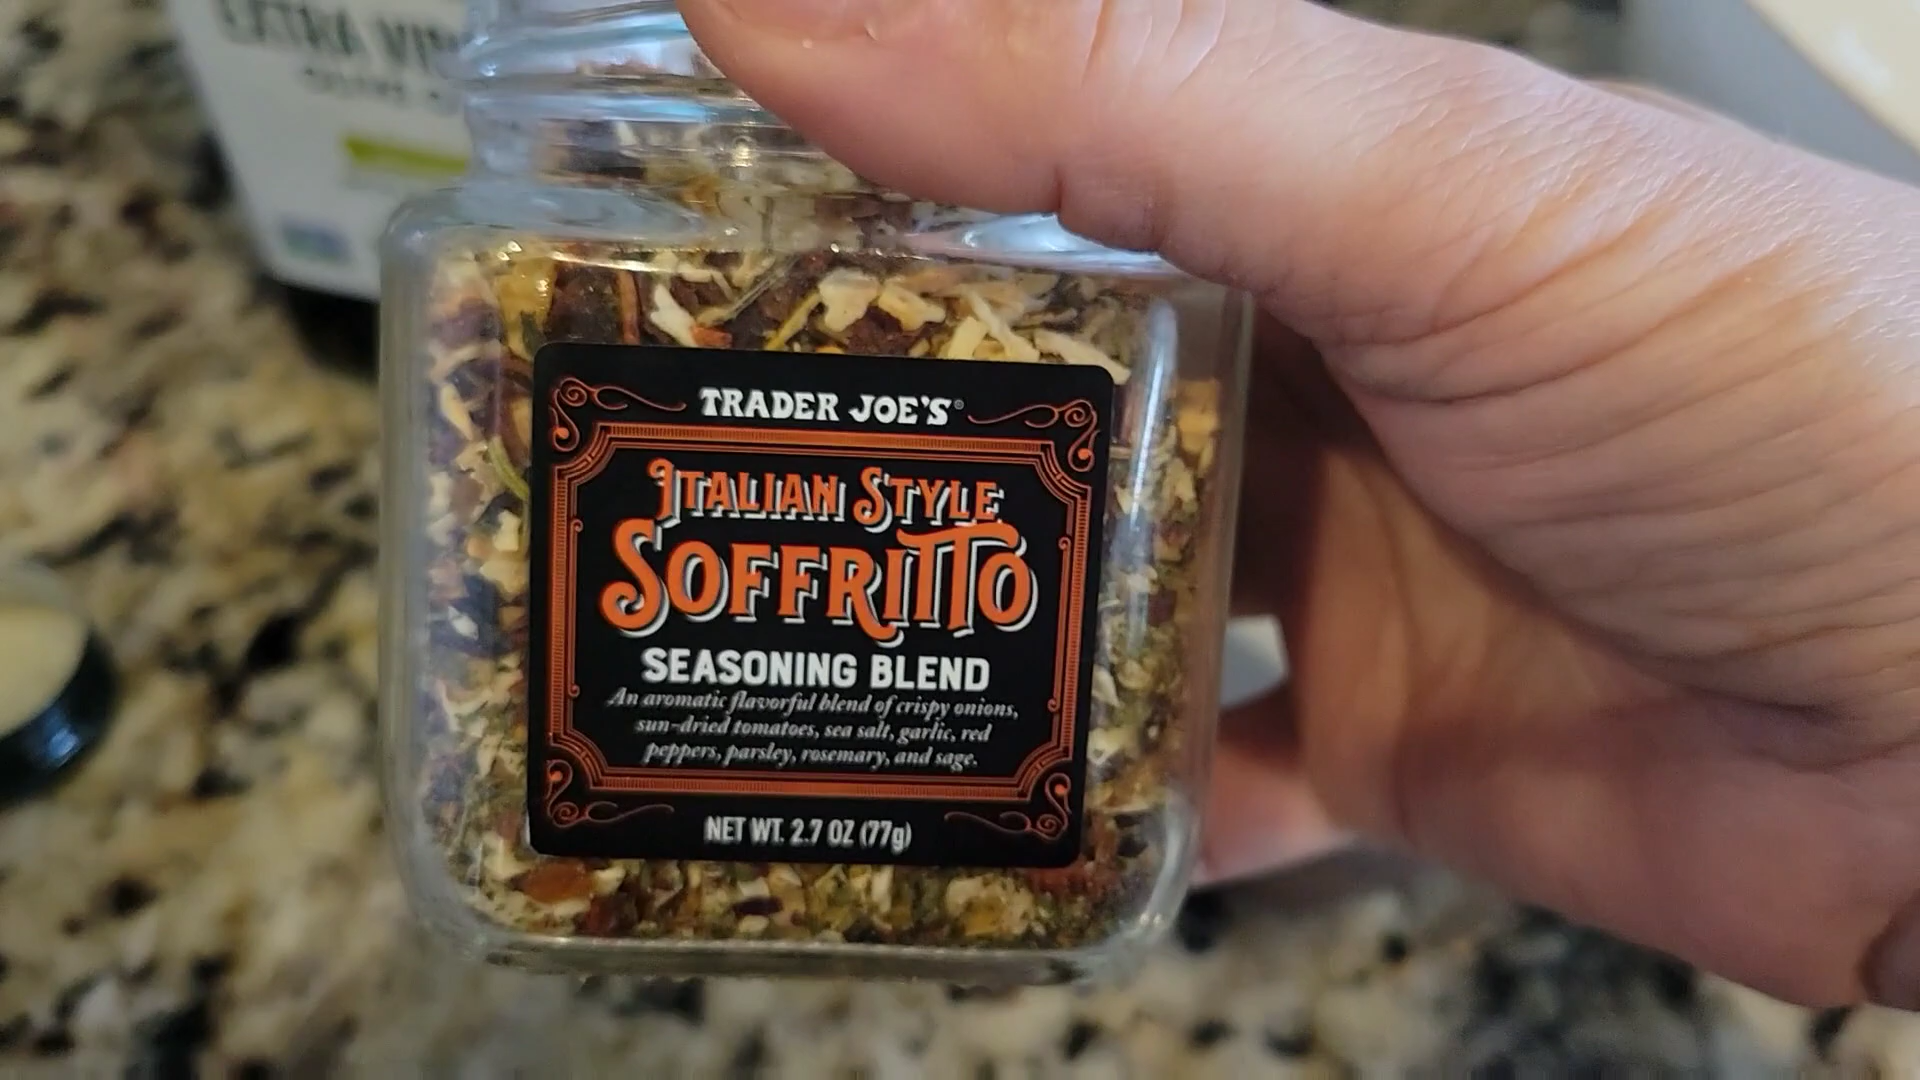 EXTRA
TRADER JOE'S®
ITALIAN STYLE
SOFFRITTO
SEASONING BLEND
An aromatic flavorful blend of crispy onions,
sun-dried tomatoes, sea salt, garlic, red
peppers, parsley, rosemary, and sage.
NET WT. 2.7 OZ (77g)